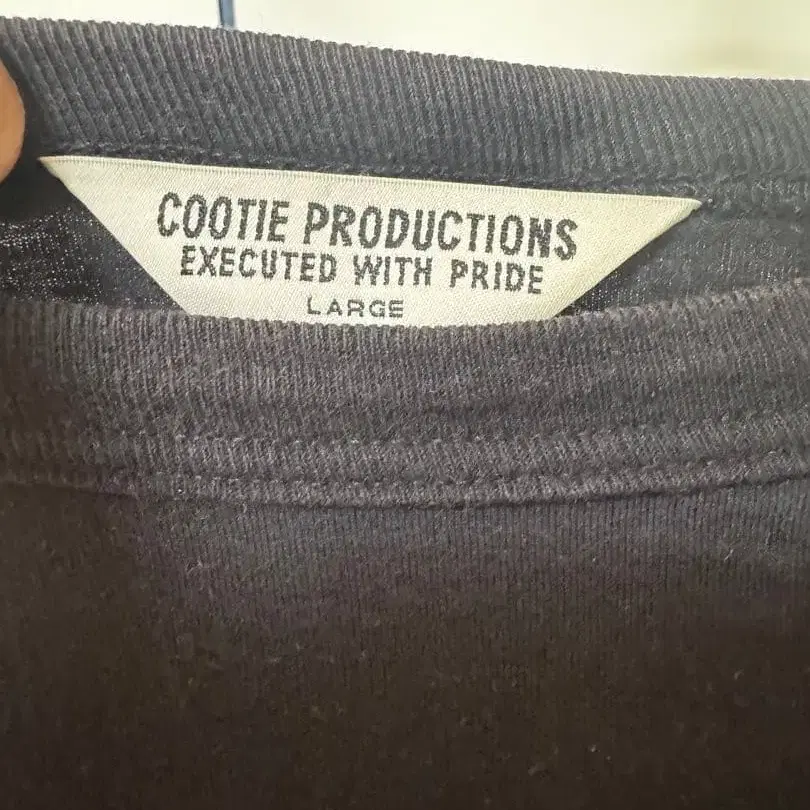 COOTIE PRODUCTIONS
EXECUTED WITH PRIDE
LARGE